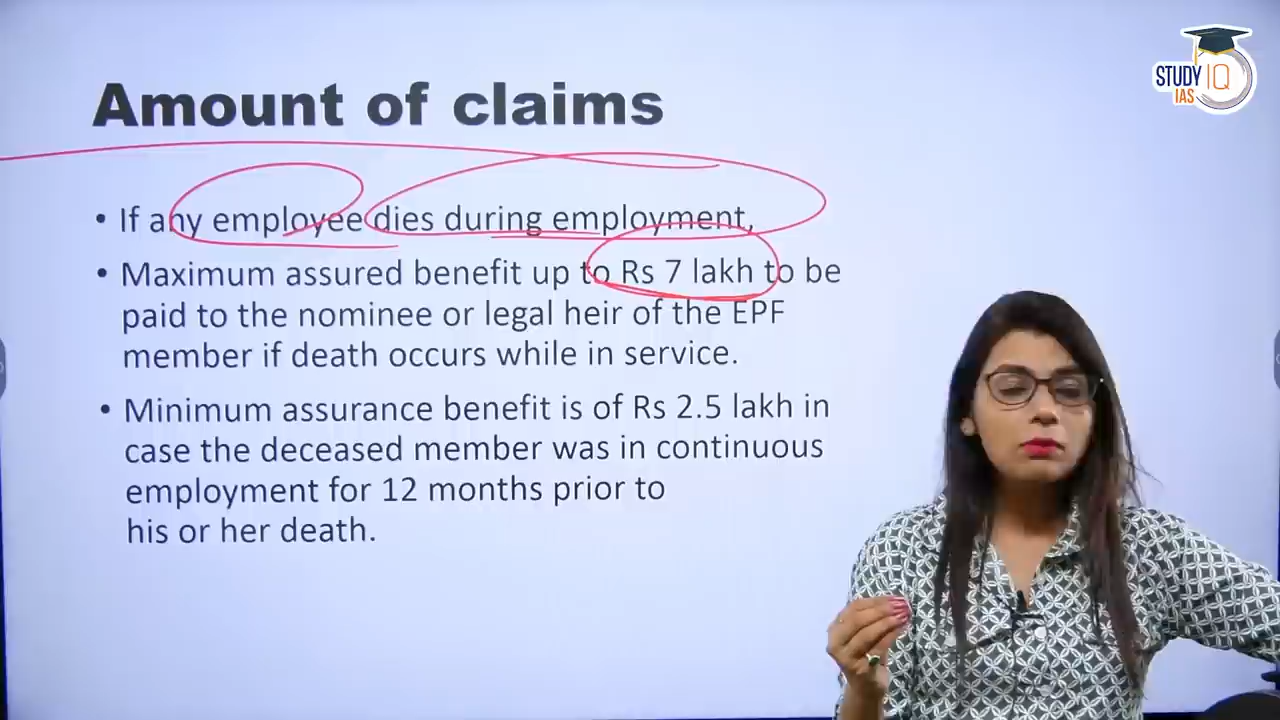 STUDY IQ
IAS
Amount of claims
• If any employee dies during employment,
• Maximum assured benefit up to Rs 7 lakh to be
paid to the nominee or legal heir of the EPF
member if death occurs while in service.
• Minimum assurance benefit is of Rs 2.5 lakh in
case the deceased member was in continuous
employment for 12 months prior to
his or her death.